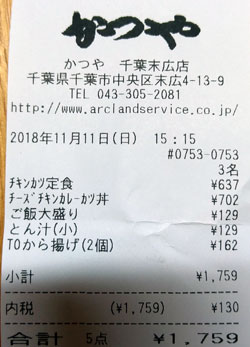 かつや
かつや 千葉末広店
千葉県千葉市中央区末広4-13-9
TEL 043-305-2081
http://www.arclandservice.co.jp/
2018年11月11日(日) 15:15
#0753-0753
3名
ﾁｷﾝｶﾂ定食 ¥637
ﾁｰｽﾞﾁｷﾝｶﾚｰｶﾂ丼 ¥702
ご飯大盛り ¥129
とん汁(小) ¥129
TOから揚げ(2個) ¥162
小計 ¥1,759
内税 (¥1,759) ¥130
合計 5点 ¥1,759